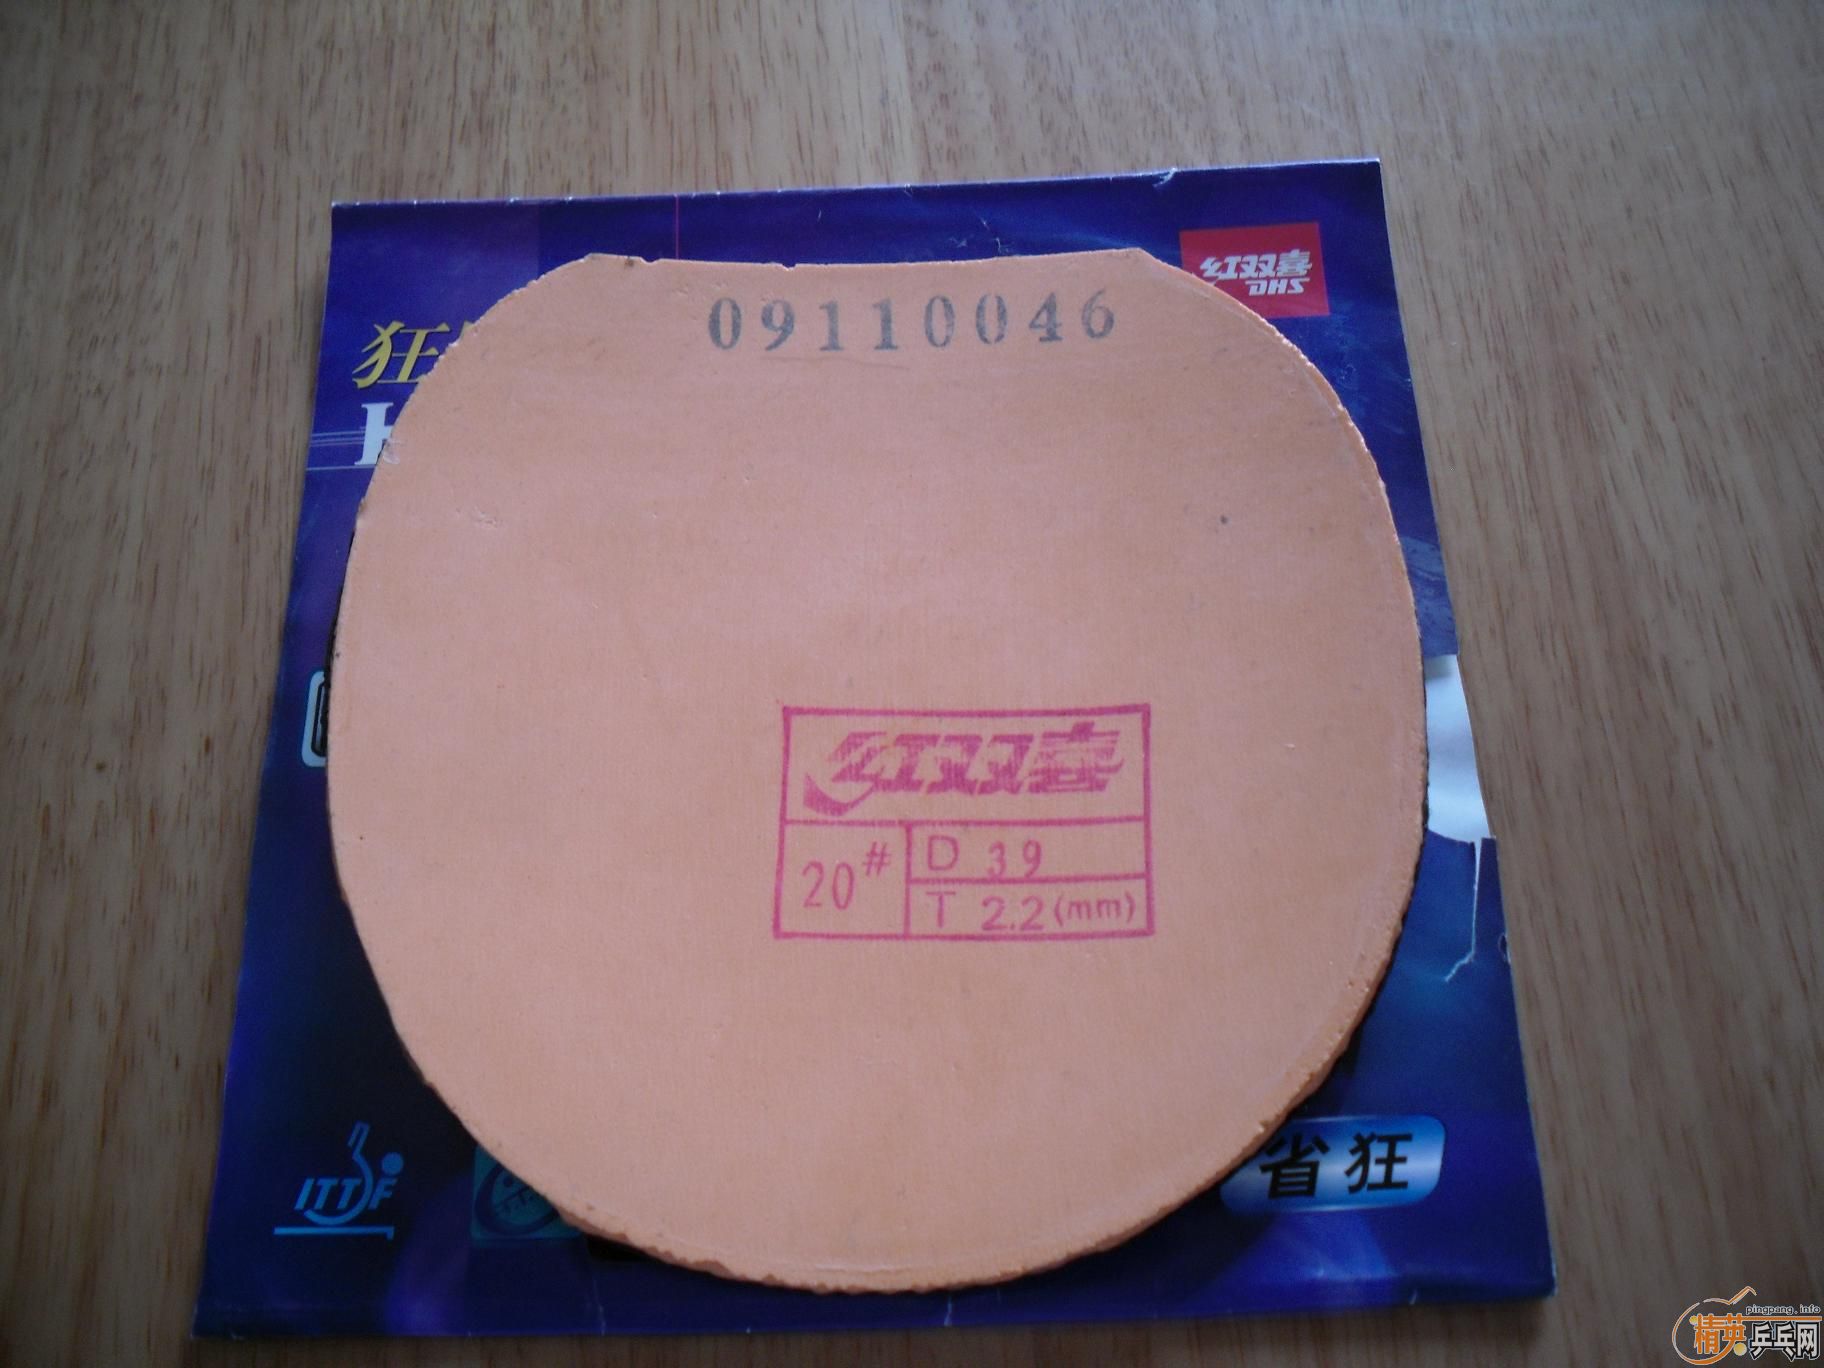 红双喜
DHS
09110046
狂
H
红双喜
20# D 39
T 2.2(mm)
省狂
ITTF
pingpang.info
精英乒乓网